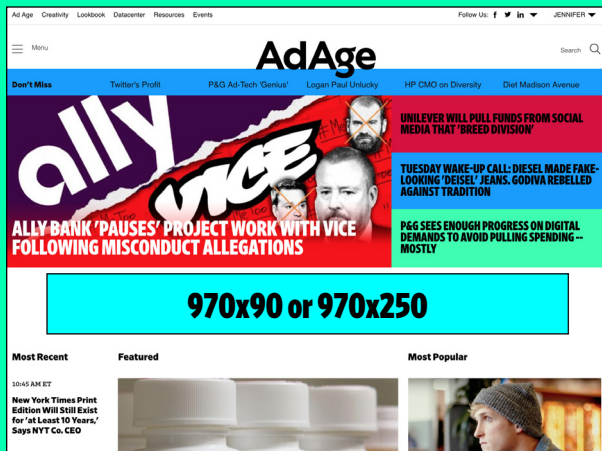 Ad Age Creativity Lookbook Datacenter Resources Events
Follow Us: JENNIFER
Menu
AdAge
Search
Don't Miss Twitter's Profit P&G Ad-Tech 'Genius' Logan Paul Unlucky HP CMO on Diversity Diet Madison Avenue
ally
VICE
ALLY BANK 'PAUSES' PROJECT WORK WITH VICE
FOLLOWING MISCONDUCT ALLEGATIONS
UNILEVER WILL PULL FUNDS FROM SOCIAL
MEDIA THAT 'BREED DIVISION'
TUESDAY WAKE-UP CALL: DIESEL MADE FAKE-
LOOKING 'DEISEL' JEANS. GODIVA REBELLED
AGAINST TRADITION
P&G SEES ENOUGH PROGRESS ON DIGITAL
DEMANDS TO AVOID PULLING SPENDING --
MOSTLY
970x90 or 970x250
Most Recent Featured Most Popular
10:45 AM ET
New York Times Print
Edition Will Still Exist
for 'at Least 10 Years,'
Says NYT Co. CEO